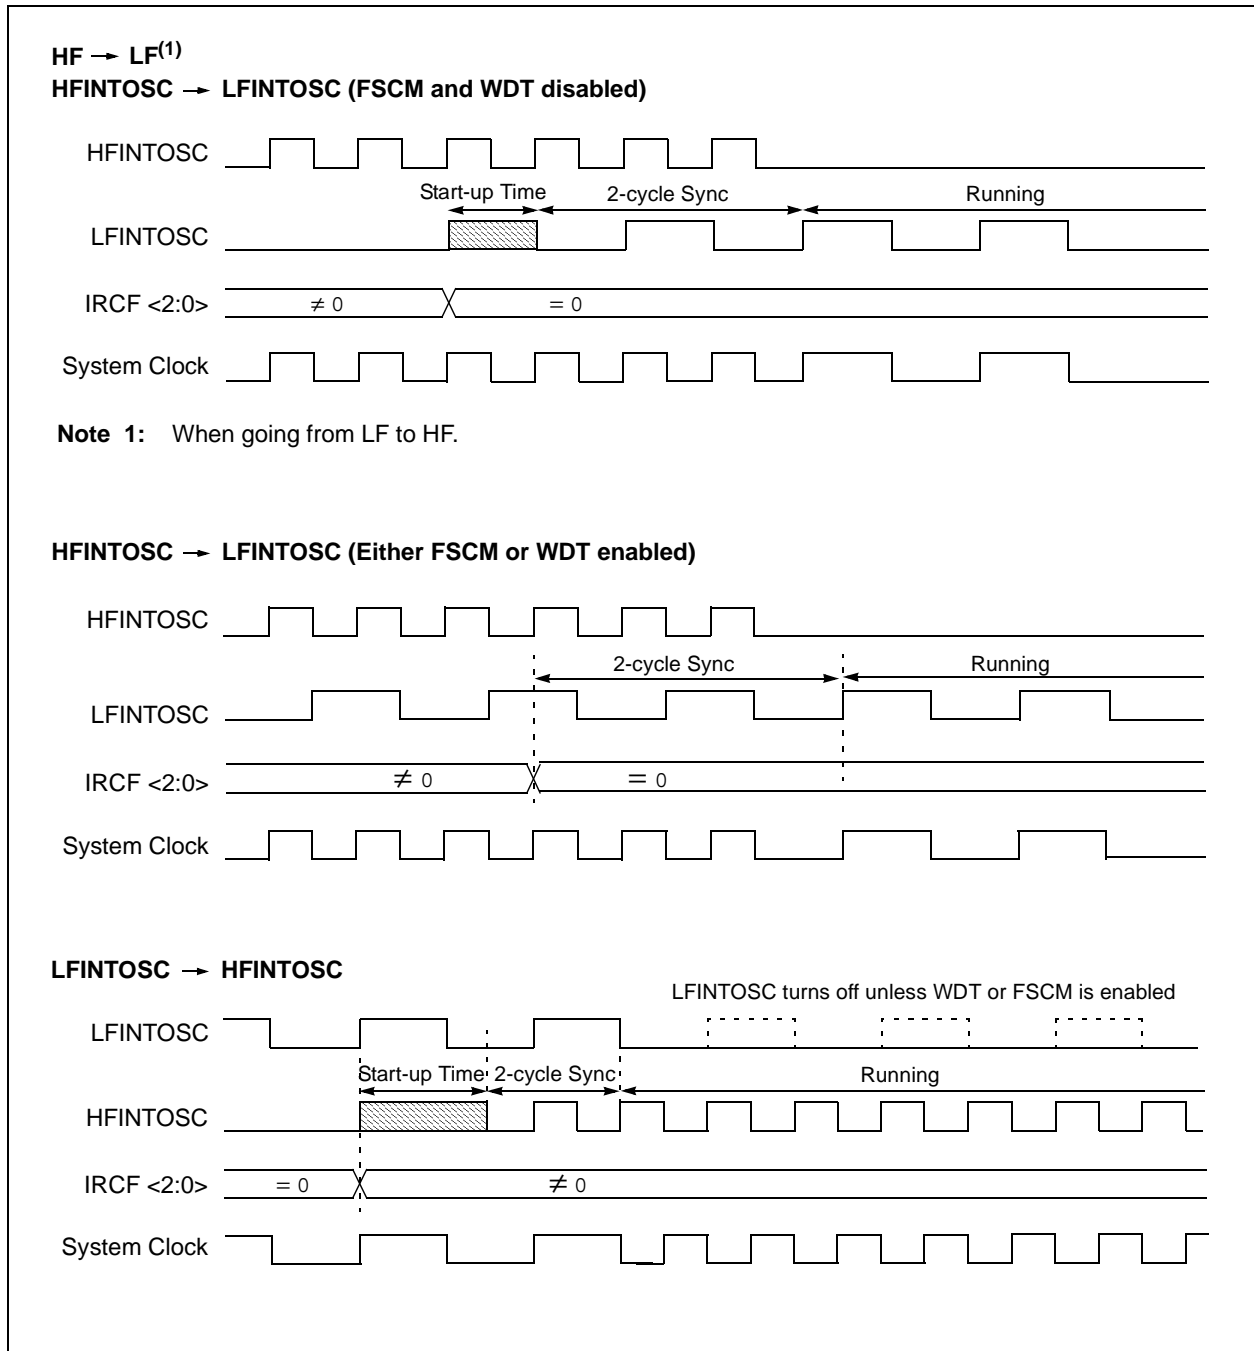 HF → LF(1)
HFINTOSC → LFINTOSC (FSCM and WDT disabled)
HFINTOSC
Start-up Time 2-cycle Sync Running
LFINTOSC
IRCF <2:0> ≠ 0 = 0
System Clock
Note 1: When going from LF to HF.
HFINTOSC → LFINTOSC (Either FSCM or WDT enabled)
HFINTOSC
2-cycle Sync Running
LFINTOSC
IRCF <2:0> ≠ 0 = 0
System Clock
LFINTOSC → HFINTOSC
LFINTOSC turns off unless WDT or FSCM is enabled
LFINTOSC
Start-up Time 2-cycle Sync Running
HFINTOSC
IRCF <2:0> = 0 ≠ 0
System Clock